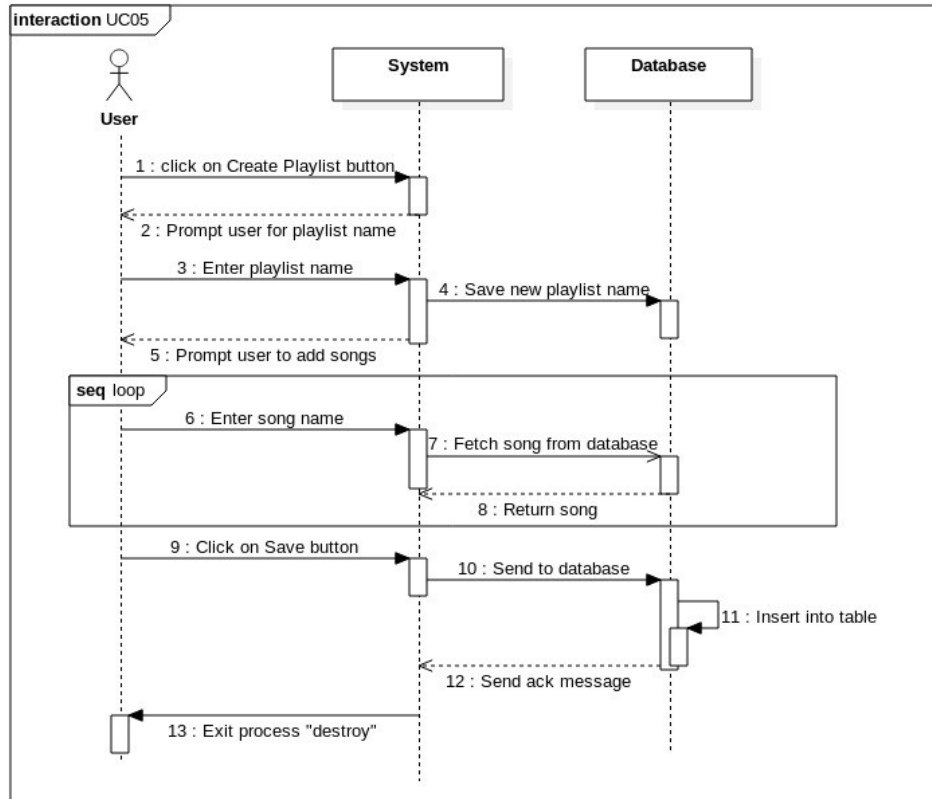 interaction UC05
System
Database
User
1 : click on Create Playlist button
2 : Prompt user for playlist name
3 : Enter playlist name
4 : Save new playlist name
5 : Prompt user to add songs
seq loop
6 : Enter song name
7 : Fetch song from database
8 : Return song
9 : Click on Save button
10 : Send to database
11 : Insert into table
12 : Send ack message
13 : Exit process "destroy"